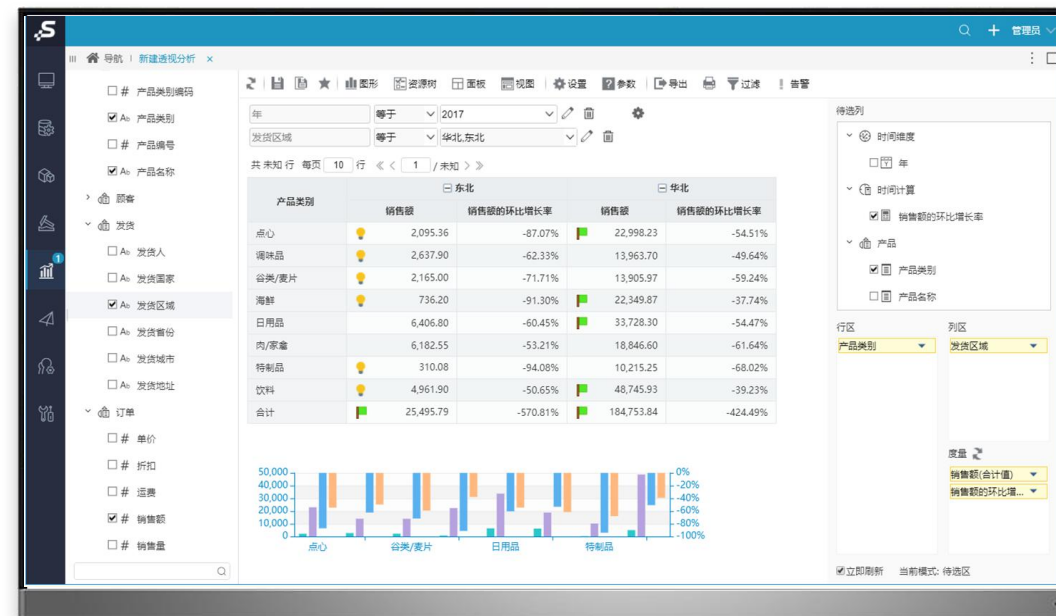 S
管理员
导航 新建透视分析 ×
# 产品类别编码
Ab 产品类别
# 产品编号
Ab 产品名称
顾客
发货
Ab 发货人
Ab 发货国家
Ab 发货区域
Ab 发货省份
Ab 发货城市
Ab 发货地址
订单
# 单价
# 折扣
# 运费
# 销售额
# 销售量
1
图形 资源树 面板 视图 设置 参数 导出 过滤 告警
年 等于 2017
发货区域 等于 华北,东北
共 未知 行 每页 10 行 1 / 未知
产品类别 东北 华北
销售额 销售额的环比增长率 销售额 销售额的环比增长率
点心 2,095.36 -87.07% 22,998.23 -54.51%
调味品 2,637.90 -62.33% 13,963.70 -49.64%
谷类/麦片 2,165.00 -71.71% 13,905.97 -59.24%
海鲜 736.20 -91.30% 22,349.87 -37.74%
日用品 6,406.80 -60.45% 33,728.30 -54.47%
肉/家禽 6,182.55 -53.21% 18,846.60 -61.64%
特制品 310.08 -94.08% 10,215.25 -68.02%
饮料 4,961.90 -50.65% 48,745.93 -39.23%
合计 25,495.79 -570.81% 184,753.84 -424.49%
50,000 0%
40,000 -20%
30,000 -40%
20,000 -60%
10,000 -80%
0 -100%
点心 谷类/麦片 日用品 特制品
待选列
时间维度
年
时间计算
销售额的环比增长率
产品
产品类别
产品名称
行区 列区
产品类别 发货区域
度量
销售额(合计值)
销售额的环比增...
立即刷新 当前模式: 待选区